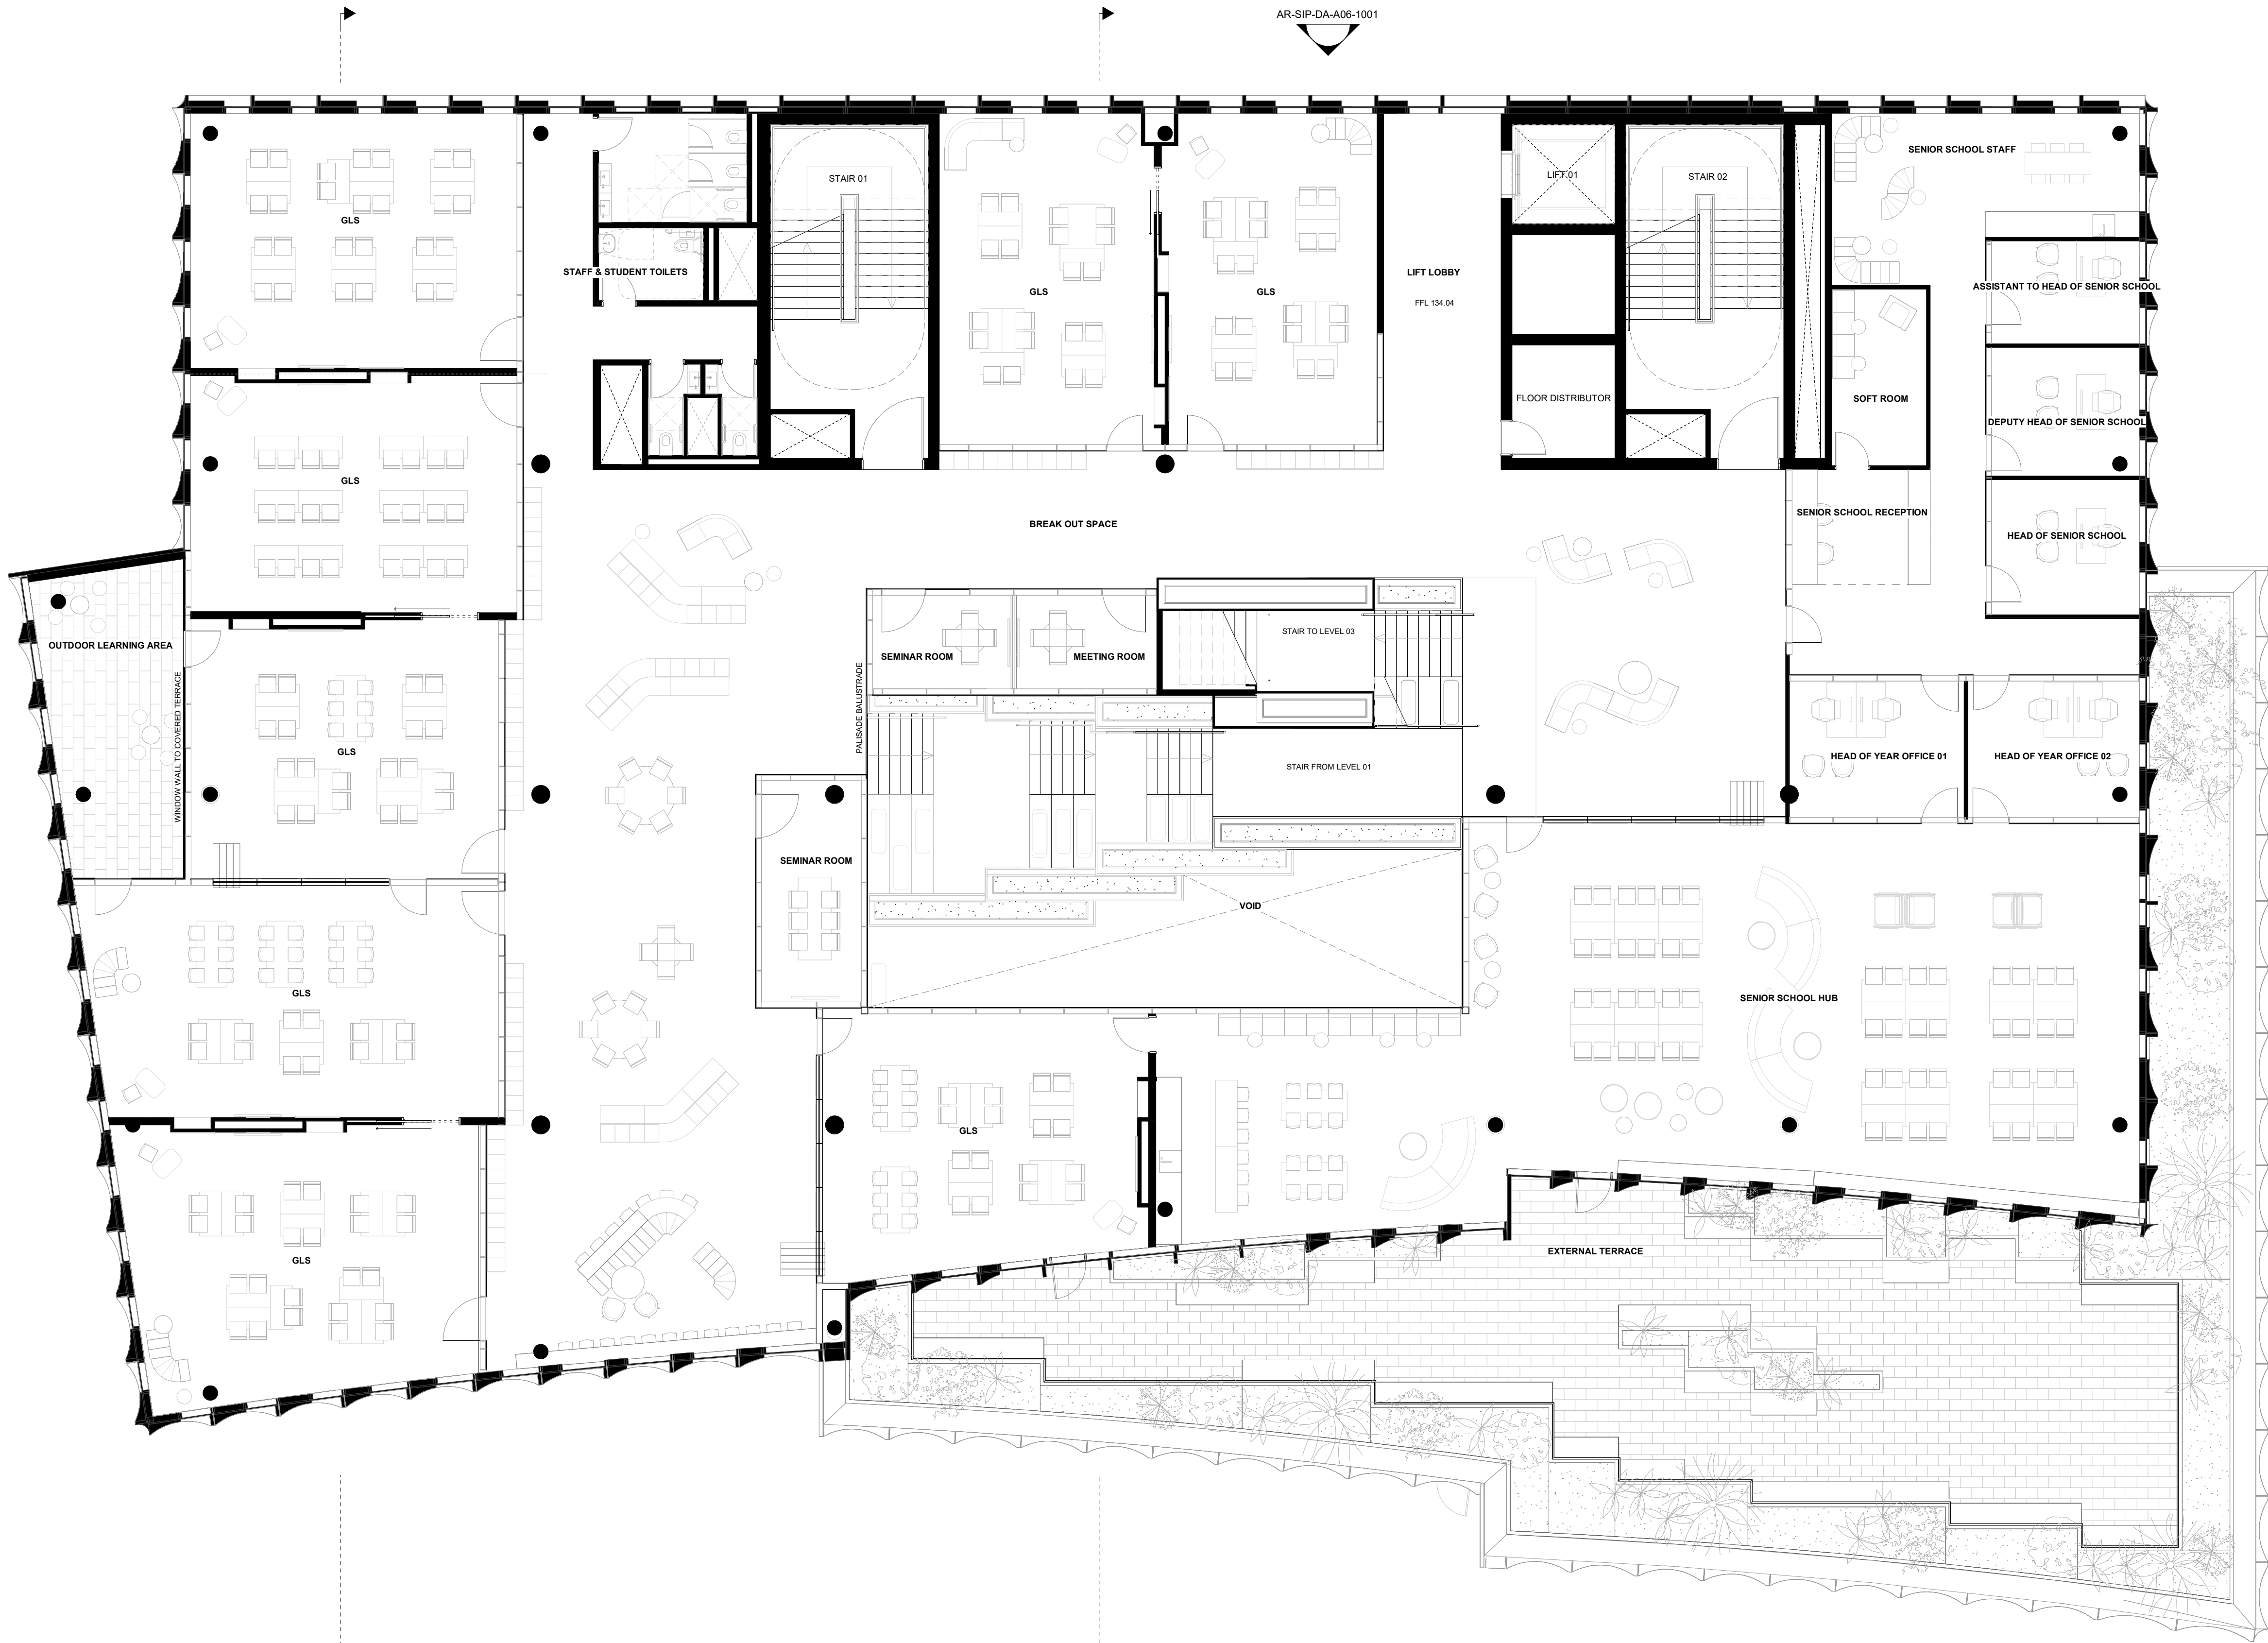 AR-SIP-DA-A06-1001
SENIOR SCHOOL STAFF
STAIR 01
LIFT 01
STAIR 02
GLS
STAFF & STUDENT TOILETS
GLS
GLS
LIFT LOBBY
FFL 134.04
ASSISTANT TO HEAD OF SENIOR SCHOOL
FLOOR DISTRIBUTOR
SOFT ROOM
DEPUTY HEAD OF SENIOR SCHOOL
GLS
BREAK OUT SPACE
SENIOR SCHOOL RECEPTION
HEAD OF SENIOR SCHOOL
OUTDOOR LEARNING AREA
WINDOW WALL TO COVERED TERRACE
SEMINAR ROOM
MEETING ROOM
STAIR TO LEVEL 03
PALISADE BALUSTRADE
GLS
STAIR FROM LEVEL 01
HEAD OF YEAR OFFICE 01
HEAD OF YEAR OFFICE 02
SEMINAR ROOM
VOID
GLS
SENIOR SCHOOL HUB
GLS
GLS
EXTERNAL TERRACE